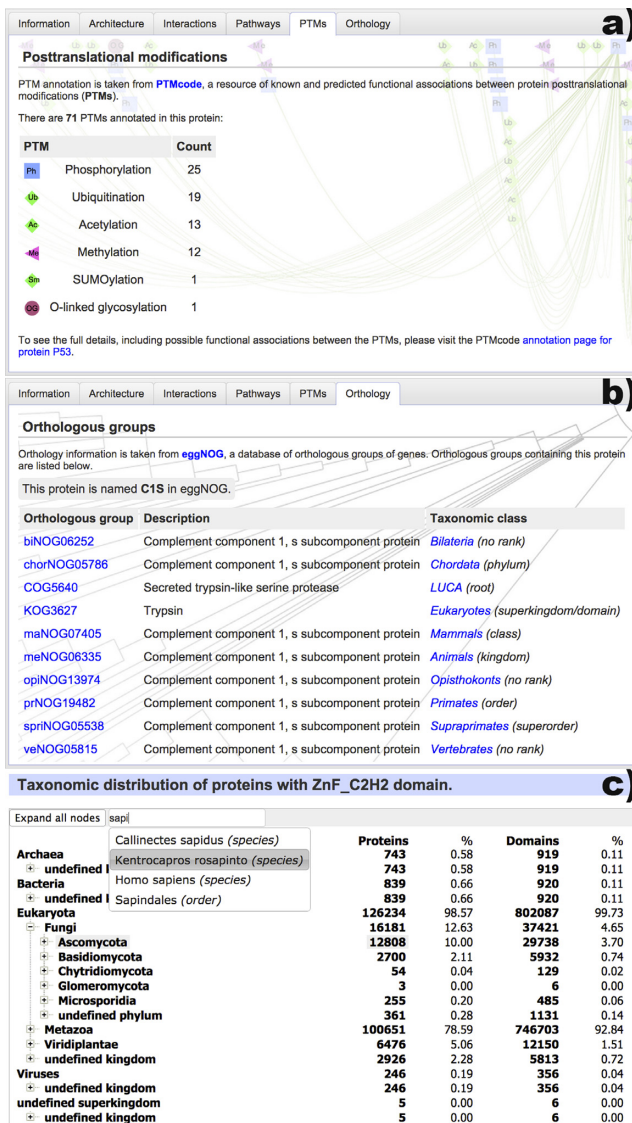 Information Architecture Interactions Pathways PTMs Orthology
a)
Posttranslational modifications
PTM annotation is taken from PTMcode, a resource of known and predicted functional associations between protein posttranslational
modifications (PTMs).
There are 71 PTMs annotated in this protein:
PTM Count
Ph Phosphorylation 25
Ub Ubiquitination 19
Ac Acetylation 13
Me Methylation 12
Sm SUMOylation 1
OG O-linked glycosylation 1
To see the full details, including possible functional associations between the PTMs, please visit the PTMcode annotation page for
protein P53.
Information Architecture Interactions Pathways PTMs Orthology
b)
Orthologous groups
Orthology information is taken from eggNOG, a database of orthologous groups of genes. Orthologous groups containing this protein
are listed below.
This protein is named C1S in eggNOG.
Orthologous group Description Taxonomic class
biNOG06252 Complement component 1, s subcomponent protein Bilateria (no rank)
chorNOG05786 Complement component 1, s subcomponent protein Chordata (phylum)
COG5640 Secreted trypsin-like serine protease LUCA (root)
KOG3627 Trypsin Eukaryotes (superkingdom/domain)
maNOG07405 Complement component 1, s subcomponent protein Mammals (class)
meNOG06335 Complement component 1, s subcomponent protein Animals (kingdom)
opiNOG13974 Complement component 1, s subcomponent protein Opisthokonts (no rank)
prNOG19482 Complement component 1, s subcomponent protein Primates (order)
spriNOG05538 Complement component 1, s subcomponent protein Supraprimates (superorder)
veNOG05815 Complement component 1, s subcomponent protein Vertebrates (no rank)
Taxonomic distribution of proteins with ZnF_C2H2 domain.
c)
Expand all nodes sapi
Callinectes sapidus (species)
Kentrocapros rosapinto (species)
Homo sapiens (species)
Sapindales (order)
Proteins % Domains %
Archaea 743 0.58 919 0.11
undefined 743 0.58 919 0.11
Bacteria 839 0.66 920 0.11
undefined 839 0.66 920 0.11
Eukaryota 126234 98.57 802087 99.73
Fungi 16181 12.63 37421 4.65
Ascomycota 12808 10.00 29738 3.70
Basidiomycota 2700 2.11 5932 0.74
Chytridiomycota 54 0.04 129 0.02
Glomeromycota 3 0.00 6 0.00
Microsporidia 255 0.20 485 0.06
undefined phylum 361 0.28 1131 0.14
Metazoa 100651 78.59 746703 92.84
Viridiplantae 6476 5.06 12150 1.51
undefined kingdom 2926 2.28 5813 0.72
Viruses 246 0.19 356 0.04
undefined kingdom 246 0.19 356 0.04
undefined superkingdom 5 0.00 6 0.00
undefined kingdom 5 0.00 6 0.00